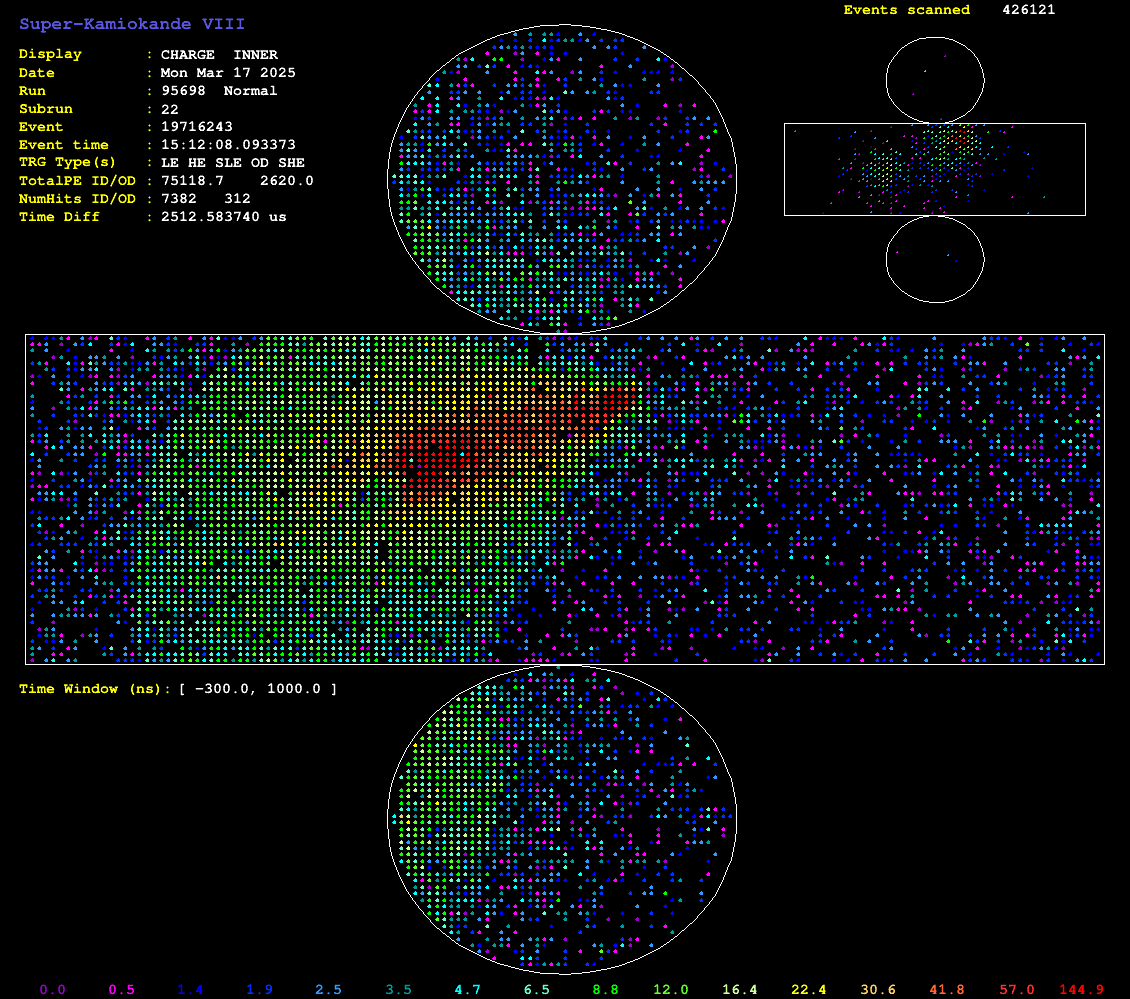 Super-Kamiokande VIII
Events scanned 426121
Display : CHARGE INNER
Date : Mon Mar 17 2025
Run : 95698 Normal
Subrun : 22
Event : 19716243
Event time : 15:12:08.093373
TRG Type(s) : LE HE SLE OD SHE
TotalPE ID/OD : 75118.7 2620.0
NumHits ID/OD : 7382 312
Time Diff : 2512.583740 us
Time Window (ns): [ -300.0, 1000.0 ]
0.0 0.5 1.4 1.9 2.5 3.5 4.7 6.5 8.8 12.0 16.4 22.4 30.6 41.8 57.0 144.9